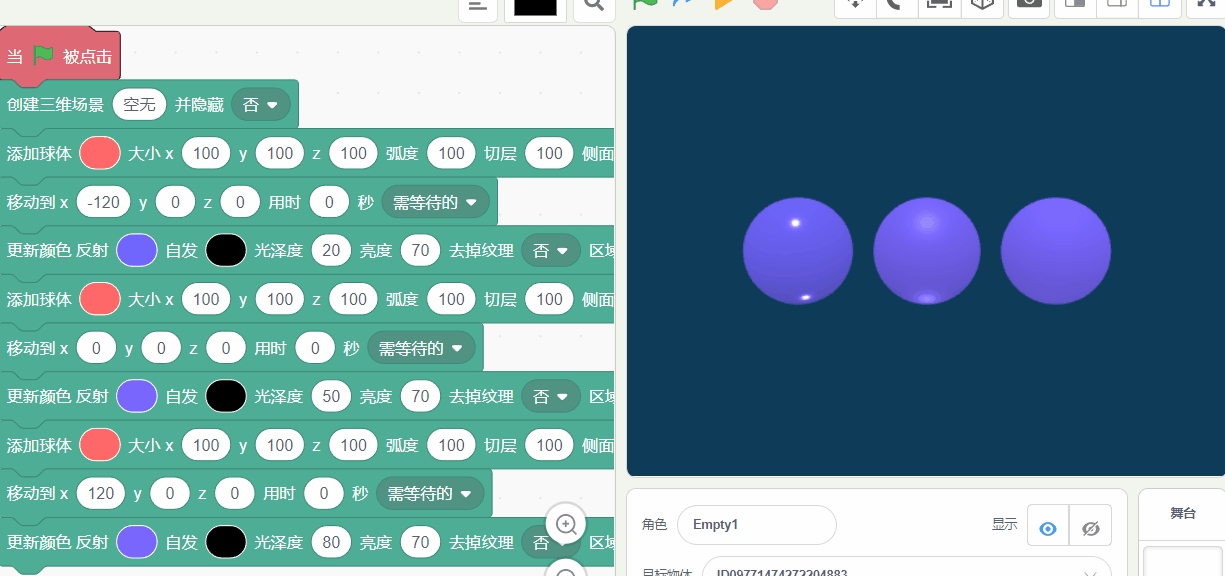 当 被点击
创建三维场景 空无 并隐藏 否
添加球体 大小 x 100 y 100 z 100 弧度 100 切层 100 侧面
移动到 x -120 y 0 z 0 用时 0 秒 需等待的
更新颜色 反射 自发 光泽度 20 亮度 70 去掉纹理 否 区域
添加球体 大小 x 100 y 100 z 100 弧度 100 切层 100 侧面
移动到 x 0 y 0 z 0 用时 0 秒 需等待的
更新颜色 反射 自发 光泽度 50 亮度 70 去掉纹理 否 区域
添加球体 大小 x 100 y 100 z 100 弧度 100 切层 100 侧面
移动到 x 120 y 0 z 0 用时 0 秒 需等待的
更新颜色 反射 自发 光泽度 80 亮度 70 去掉纹理 否 区域
角色 Empty1 显示
舞台
目标物体 ID09771474272204883